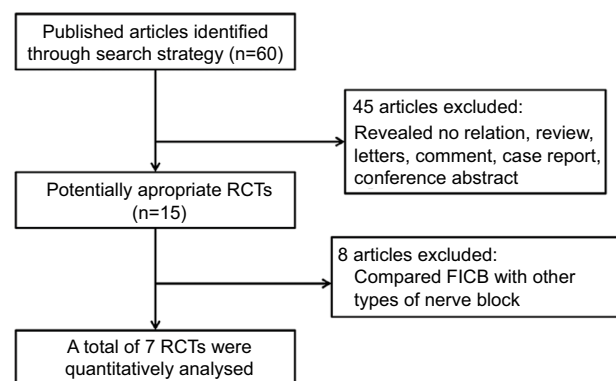 Published articles identified
through search strategy (n=60)
45 articles excluded:
Revealed no relation, review,
letters, comment, case report,
conference abstract
Potentially apropriate RCTs
(n=15)
8 articles excluded:
Compared FICB with other
types of nerve block
A total of 7 RCTs were
quantitatively analysed